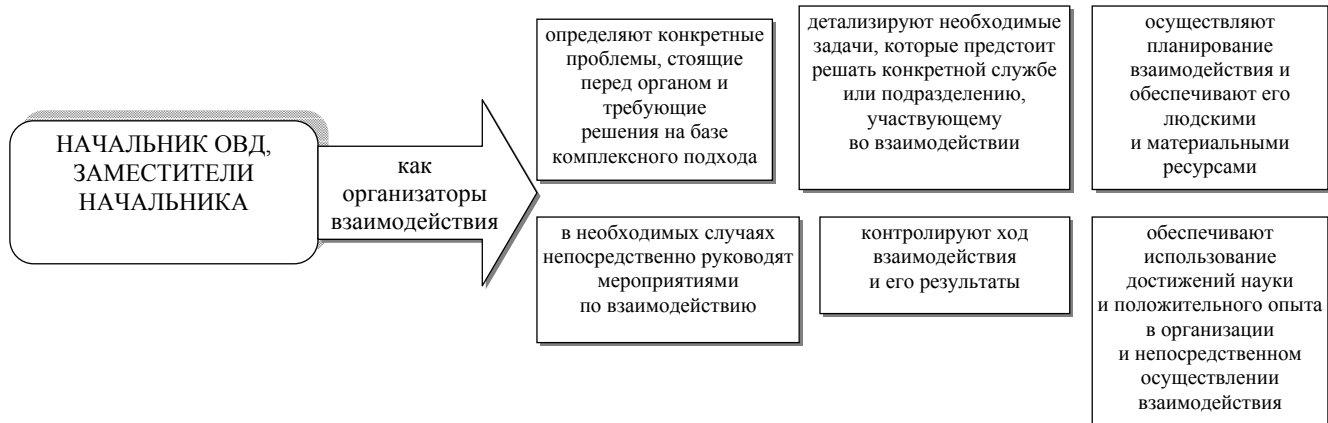 НАЧАЛЬНИК ОВД,
ЗАМЕСТИТЕЛИ
НАЧАЛЬНИКА
как
организаторы
взаимодействия
определяют конкретные
проблемы, стоящие
перед органом и
требующие
решения на базе
комплексного подхода
детализируют необходимые
задачи, которые предстоит
решать конкретной службе
или подразделению,
участвующему
во взаимодействии
осуществляют
планирование
взаимодействия и
обеспечивают его
людскими
и материальными
ресурсами
в необходимых случаях
непосредственно руководят
мероприятиями
по взаимодействию
контролируют ход
взаимодействия
и его результаты
обеспечивают
использование
достижений науки
и положительного опыта
в организации
и непосредственном
осуществлении
взаимодействия